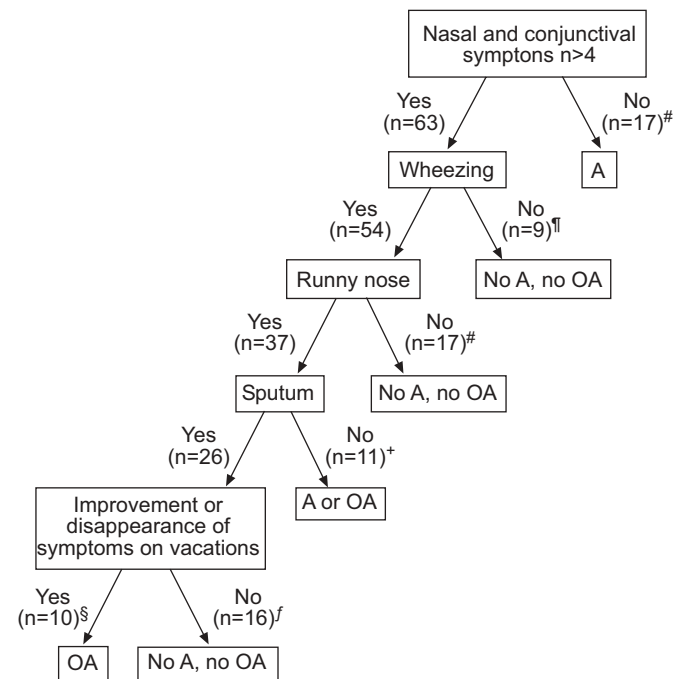 Nasal and conjunctival
symptons n>4
Yes
(n=63)
No
(n=17)#
Wheezing
A
Yes
(n=54)
No
(n=9)¶
Runny nose
No A, no OA
Yes
(n=37)
No
(n=17)#
Sputum
No A, no OA
Yes
(n=26)
No
(n=11)+
Improvement or
disappearance of
symptoms on vacations
A or OA
Yes
(n=10)§
No
(n=16)ƒ
OA
No A, no OA